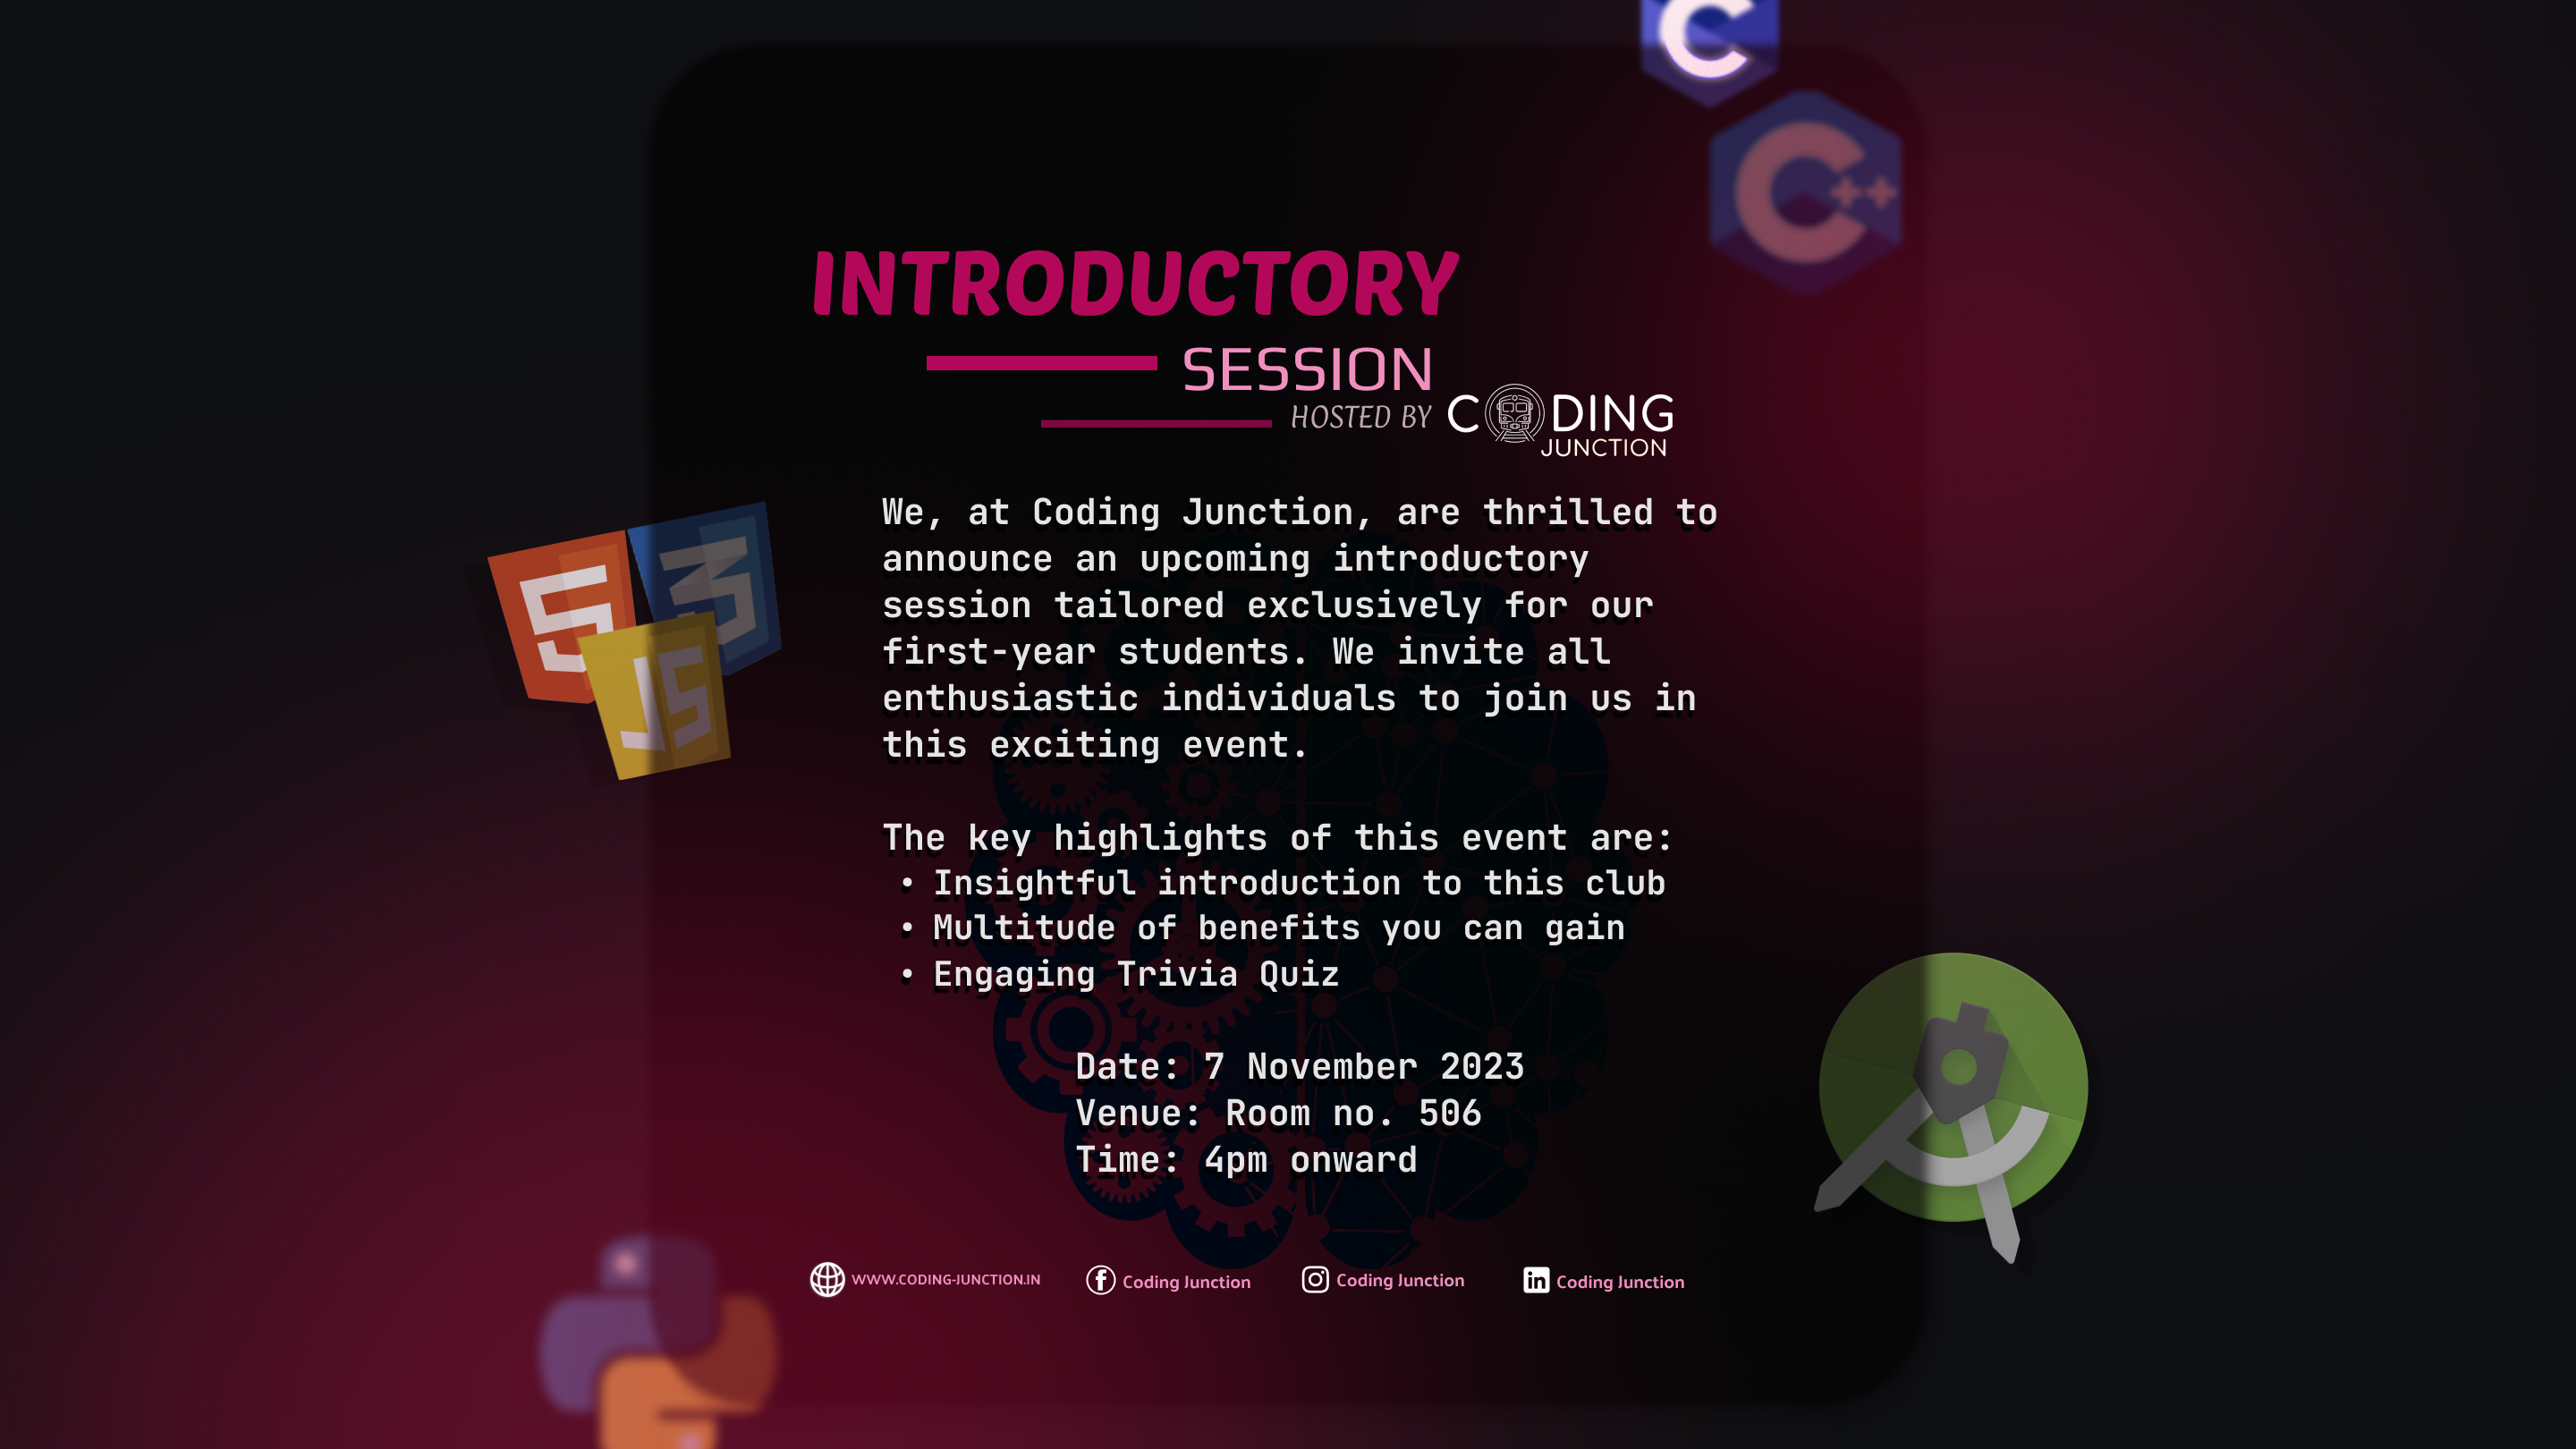 C
C++
INTRODUCTORY
SESSION
HOSTED BY CODING
JUNCTION
We, at Coding Junction, are thrilled to
announce an upcoming introductory
session tailored exclusively for our
first-year students. We invite all
enthusiastic individuals to join us in
this exciting event.
5 3
JS
The key highlights of this event are:
• Insightful introduction to this club
• Multitude of benefits you can gain
• Engaging Trivia Quiz
Date: 7 November 2023
Venue: Room no. 506
Time: 4pm onward
WWW.CODING-JUNCTION.IN f Coding Junction Coding Junction in Coding Junction